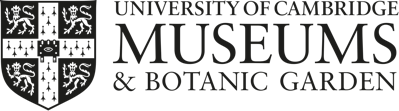 UNIVERSITY OF CAMBRIDGE
MUSEUMS
& BOTANIC GARDEN